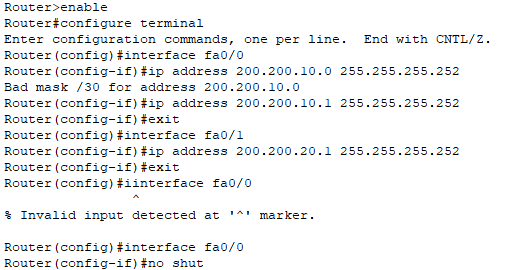 Router>enable
Router#configure terminal
Enter configuration commands, one per line.  End with CNTL/Z.
Router(config)#interface fa0/0
Router(config-if)#ip address 200.200.10.0 255.255.255.252
Bad mask /30 for address 200.200.10.0
Router(config-if)#ip address 200.200.10.1 255.255.255.252
Router(config-if)#exit
Router(config)#interface fa0/1
Router(config-if)#ip address 200.200.20.1 255.255.255.252
Router(config-if)#exit
Router(config)#iinterface fa0/0
                ^
% Invalid input detected at '^' marker.
Router(config)#interface fa0/0
Router(config-if)#no shut